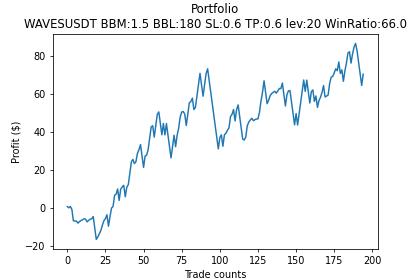 Portfolio
WAVESUSDT BBM:1.5 BBL:180 SL:0.6 TP:0.6 lev:20 WinRatio:66.0
80
60
40
20
0
−20
Profit ($)
0 25 50 75 100 125 150 175 200
Trade counts